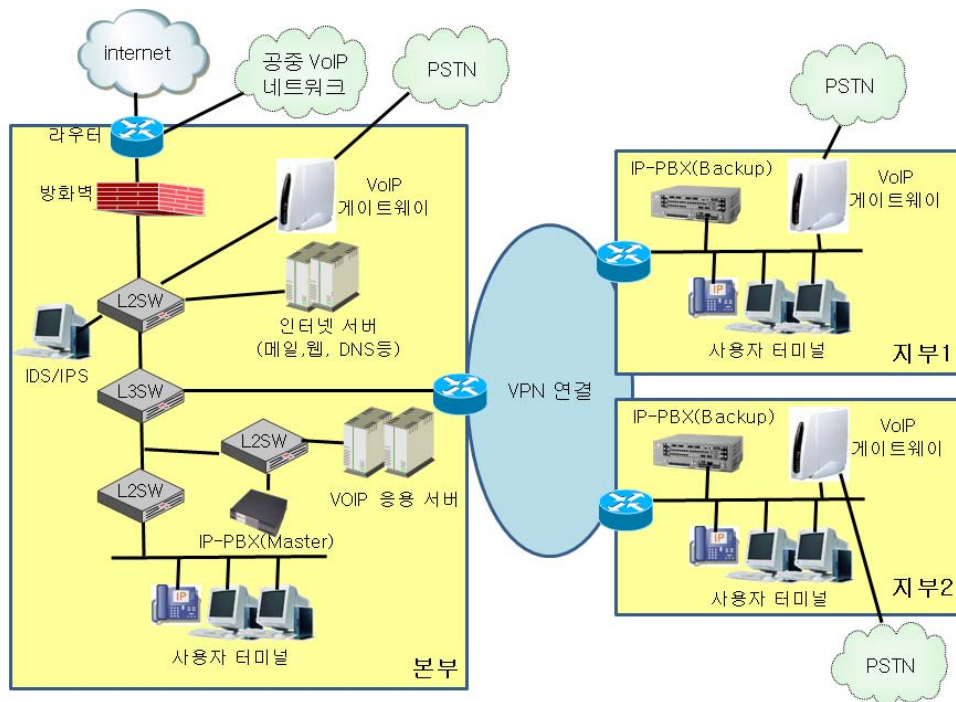 internet
공중 VoIP
네트워크
PSTN
라우터
방화벽
VoIP
게이트웨이
L2SW
인터넷 서버
(메일,웹, DNS등)
IDS/IPS
L3SW
L2SW
L2SW
VOIP 응용 서버
IP-PBX(Master)
IP
사용자 터미널
본부
VPN 연결
PSTN
IP-PBX(Backup)
VoIP
게이트웨이
IP
사용자 터미널
지부1
IP-PBX(Backup)
VoIP
게이트웨이
IP
사용자 터미널
지부2
PSTN